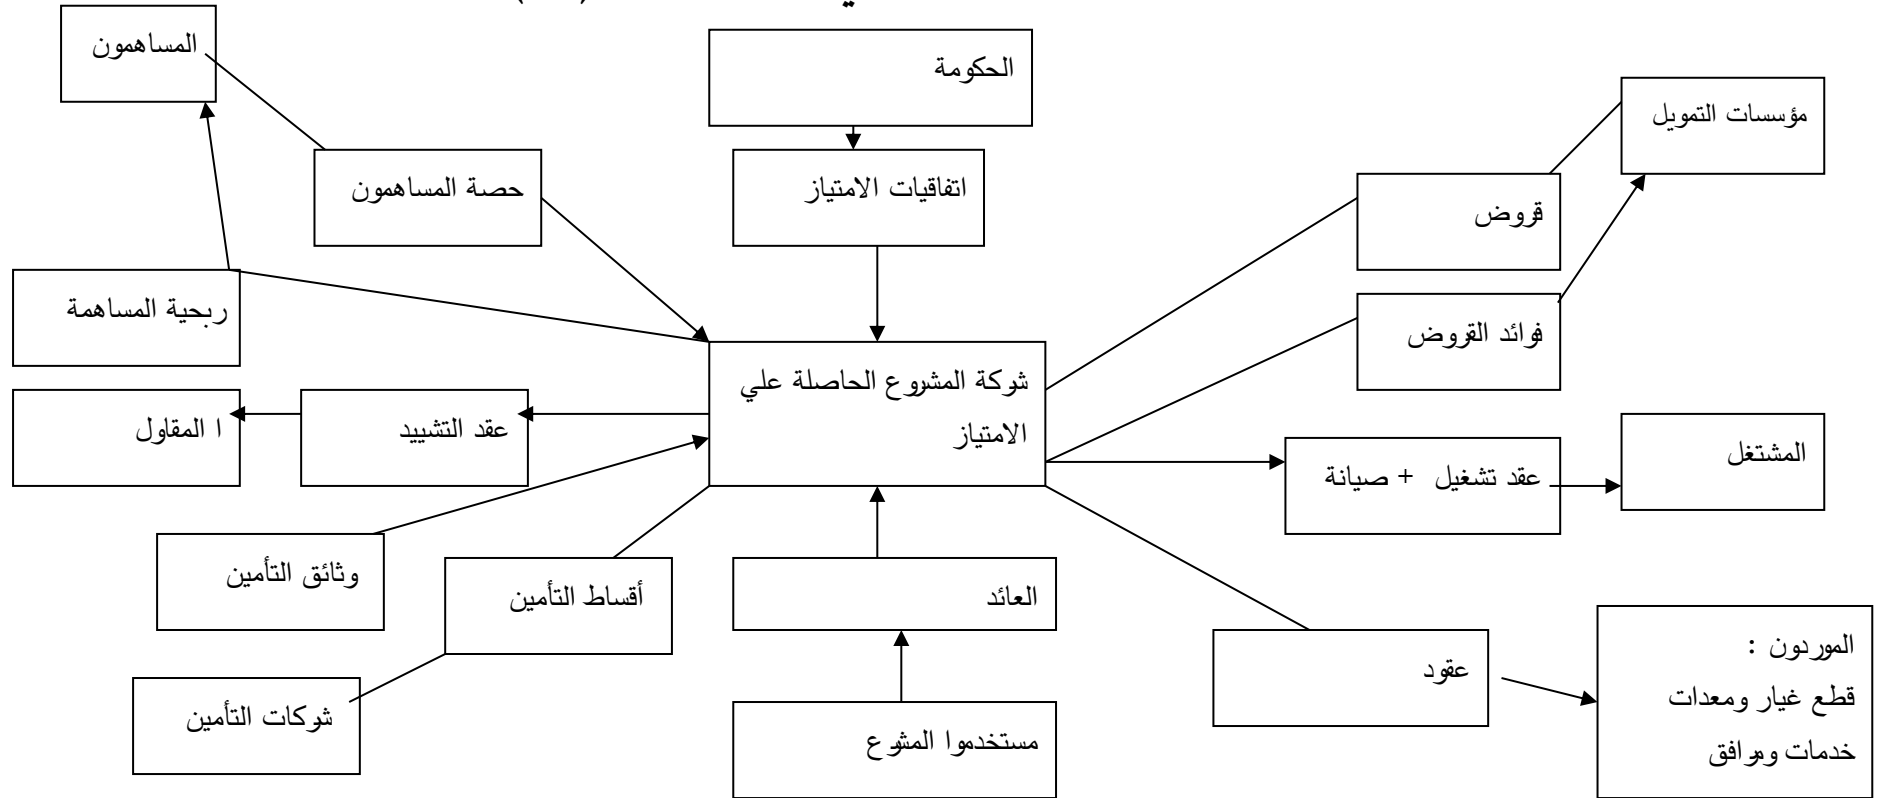 المساهمون
الحكومة
مؤسسات التمويل
حصة المساهمون
اتفاقيات الامتياز
قروض
ربحية المساهمة
فوائد القروض
شركة المشروع الحاصلة علي
الامتياز
ا المقاول
عقد التشييد
المشتغل
عقد تشغيل + صيانة
وثائق التأمين
أقساط التأمين
العائد
عقود
الموردون :
قطع غيار ومعدات
خدمات ومرافق
شركات التأمين
مستخدموا المشرع